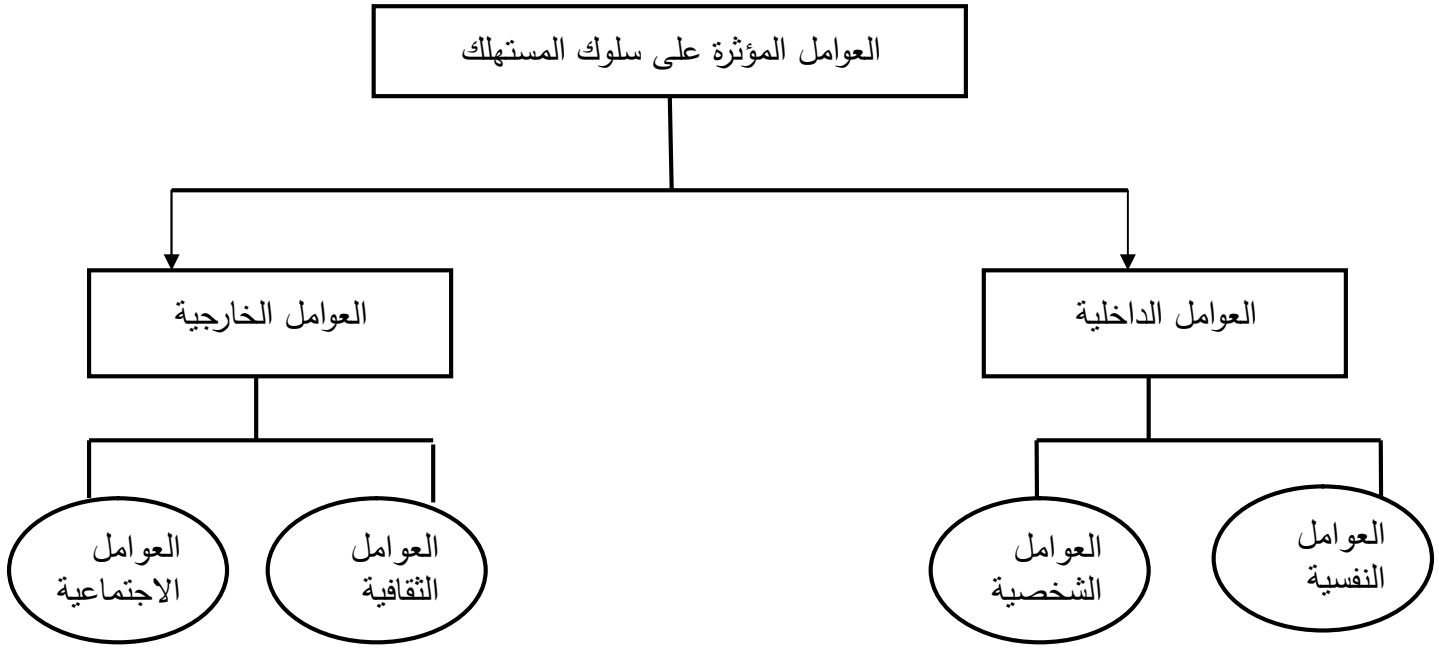 العوامل المؤثرة على سلوك المستهلك
العوامل الداخلية
العوامل الخارجية
العوامل
النفسية
العوامل
الشخصية
العوامل
الثقافية
العوامل
الاجتماعية